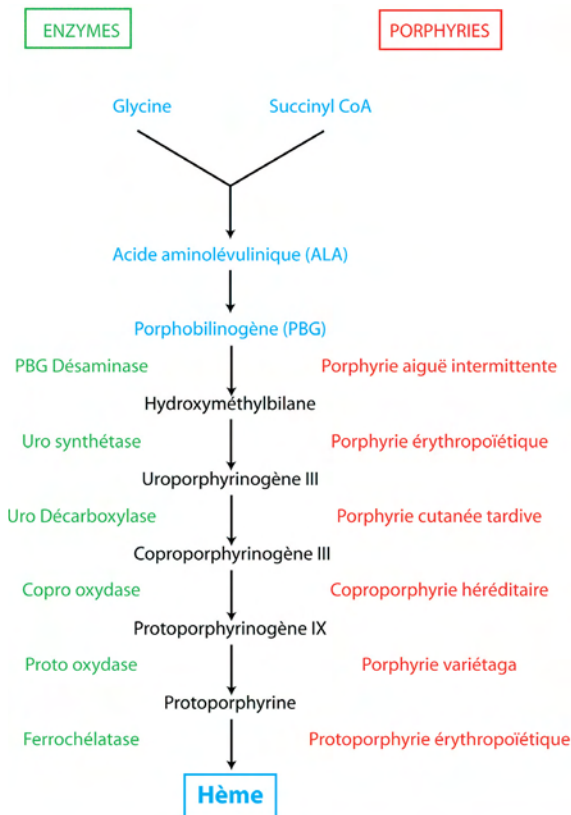 ENZYMES
PORPHYRIES
Glycine
Succinyl CoA
Acide aminolévulinique (ALA)
Porphobilinogène (PBG)
PBG Désaminase
Porphyrie aiguë intermittente
Hydroxyméthylbilane
Uro synthétase
Porphyrie érythropoïétique
Uroporphyrinogène III
Uro Décarboxylase
Porphyrie cutanée tardive
Coproporphyrinogène III
Copro oxydase
Coproporphyrie héréditaire
Protoporphyrinogène IX
Proto oxydase
Porphyrie variétaga
Protoporphyrine
Ferrochélatase
Protoporphyrie érythropoïétique
Hème